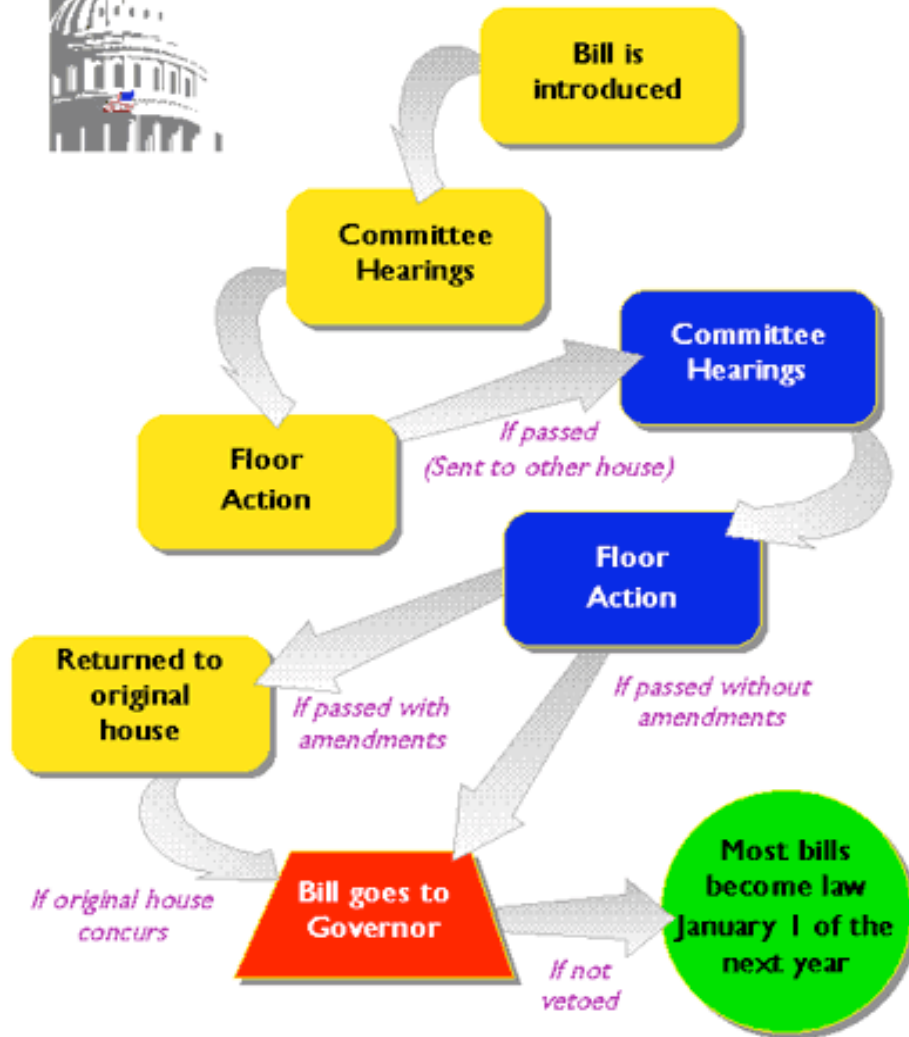 Bill is
introduced
Committee
Hearings
Committee
Hearings
If passed
(Sent to other house)
Floor
Action
Floor
Action
Returned to
original
house
If passed with
amendments
If passed without
amendments
If original house
concurs
Bill goes to
Governor
If not
vetoed
Most bills
become law
January 1 of the
next year